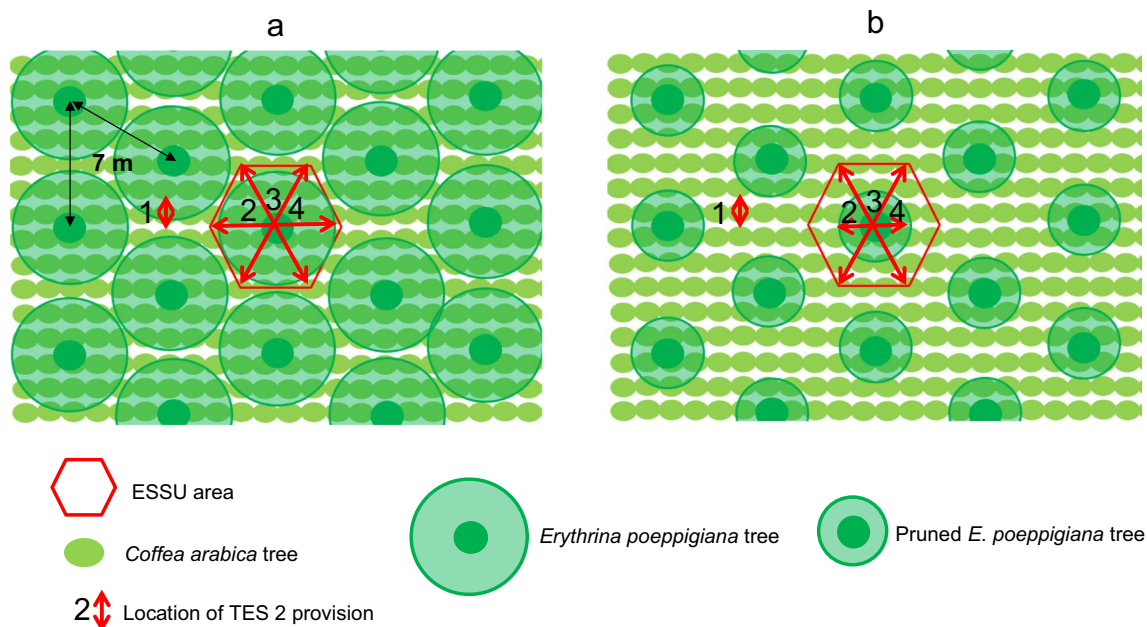 a
b
7 m
1
2
3
4
1
2
3
4
ESSU area
Coffea arabica tree
2 Location of TES 2 provision
Erythrina poeppigiana tree
Pruned E. poeppigiana tree